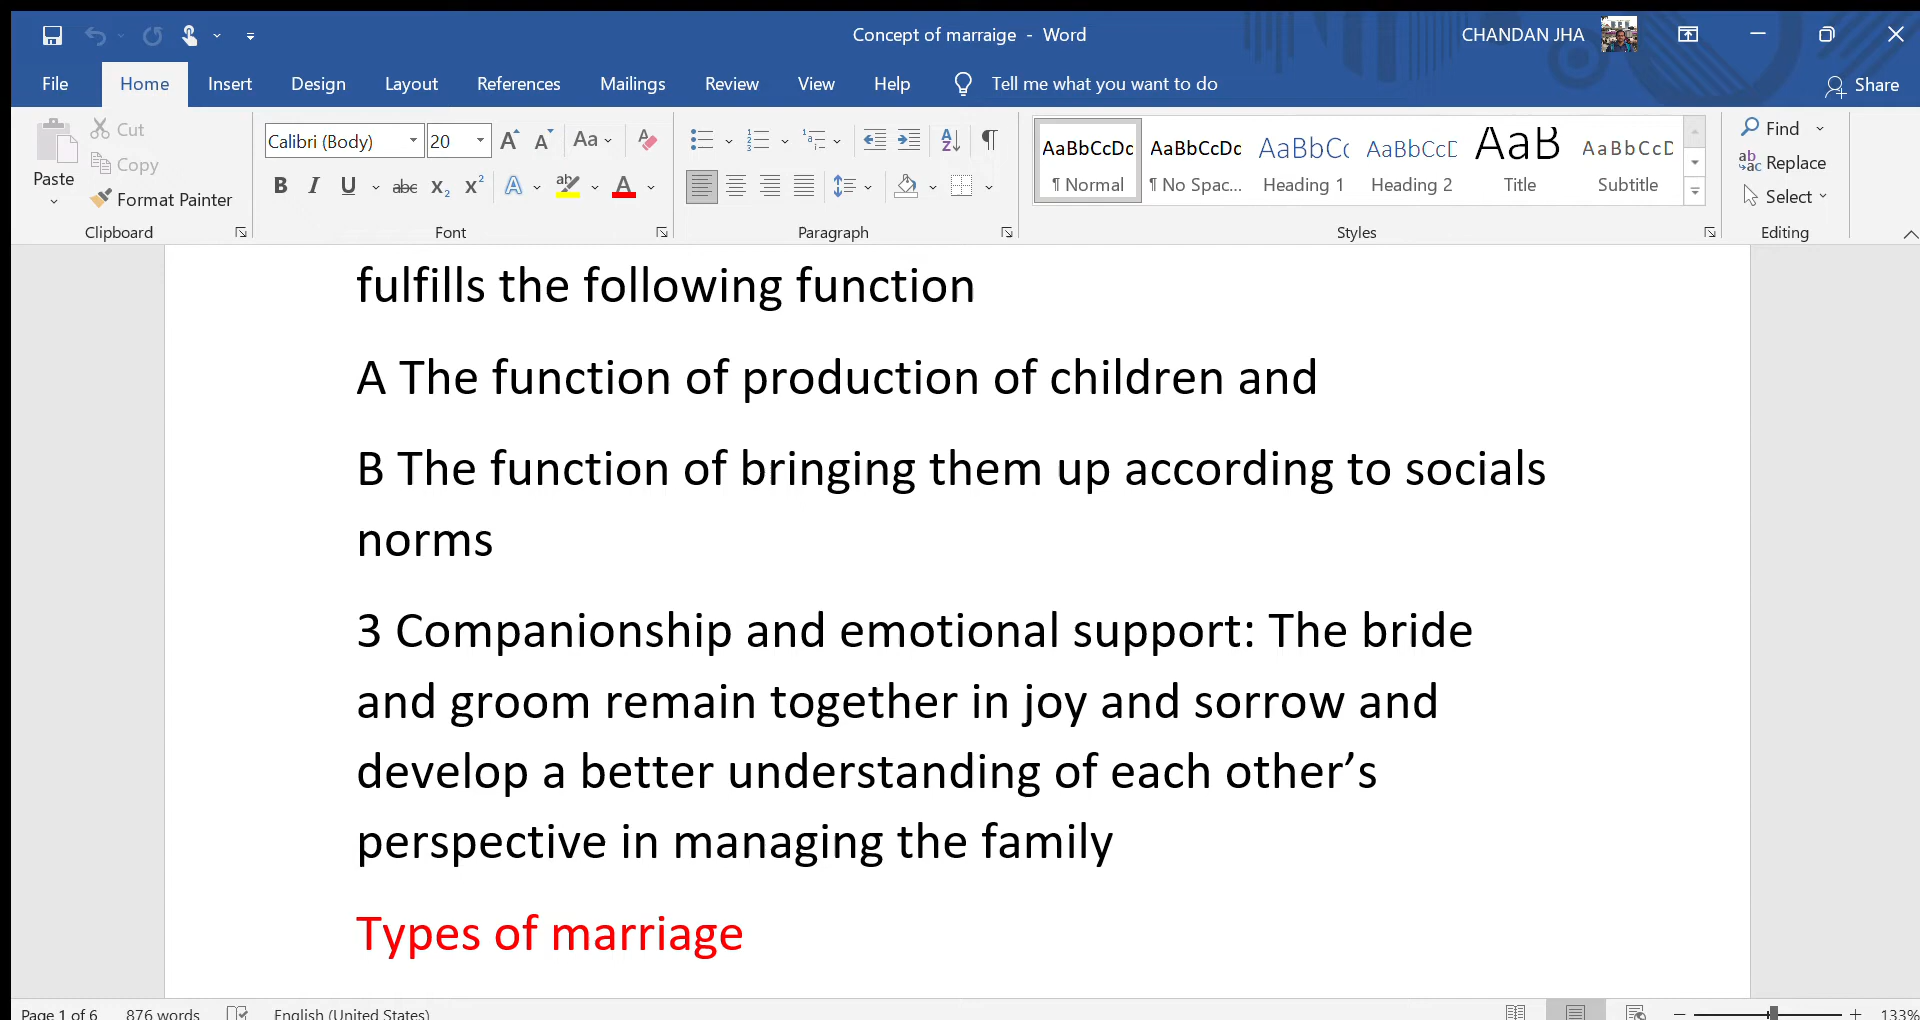 Concept of marraige - Word
CHANDAN JHA
File Home Insert Design Layout References Mailings Review View Help Tell me what you want to do Share
Paste
Cut
Copy
Format Painter
Clipboard
Calibri (Body) 20
Font
Paragraph
AaBbCcDc AaBbCcDc AaBbCc AaBbCcD AaB AaBbCcD
¶ Normal ¶ No Spac... Heading 1 Heading 2 Title Subtitle
Styles
Find
Replace
Select
Editing
fulfills the following function
A The function of production of children and
B The function of bringing them up according to socials
norms
3 Companionship and emotional support: The bride
and groom remain together in joy and sorrow and
develop a better understanding of each other’s
perspective in managing the family
Types of marriage
Page 1 of 6 876 words English (United States) 133%